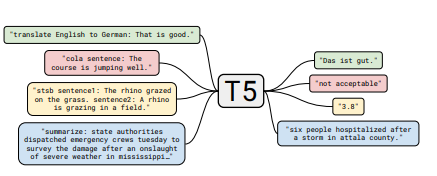 "translate English to German: That is good."
"cola sentence: The
course is jumping well."
"stsb sentence1: The rhino grazed
on the grass. sentence2: A rhino
is grazing in a field."
"summarize: state authorities
dispatched emergency crews tuesday to
survey the damage after an onslaught
of severe weather in mississippi…"
T5
"Das ist gut."
"not acceptable"
"3.8"
"six people hospitalized after
a storm in attala county."